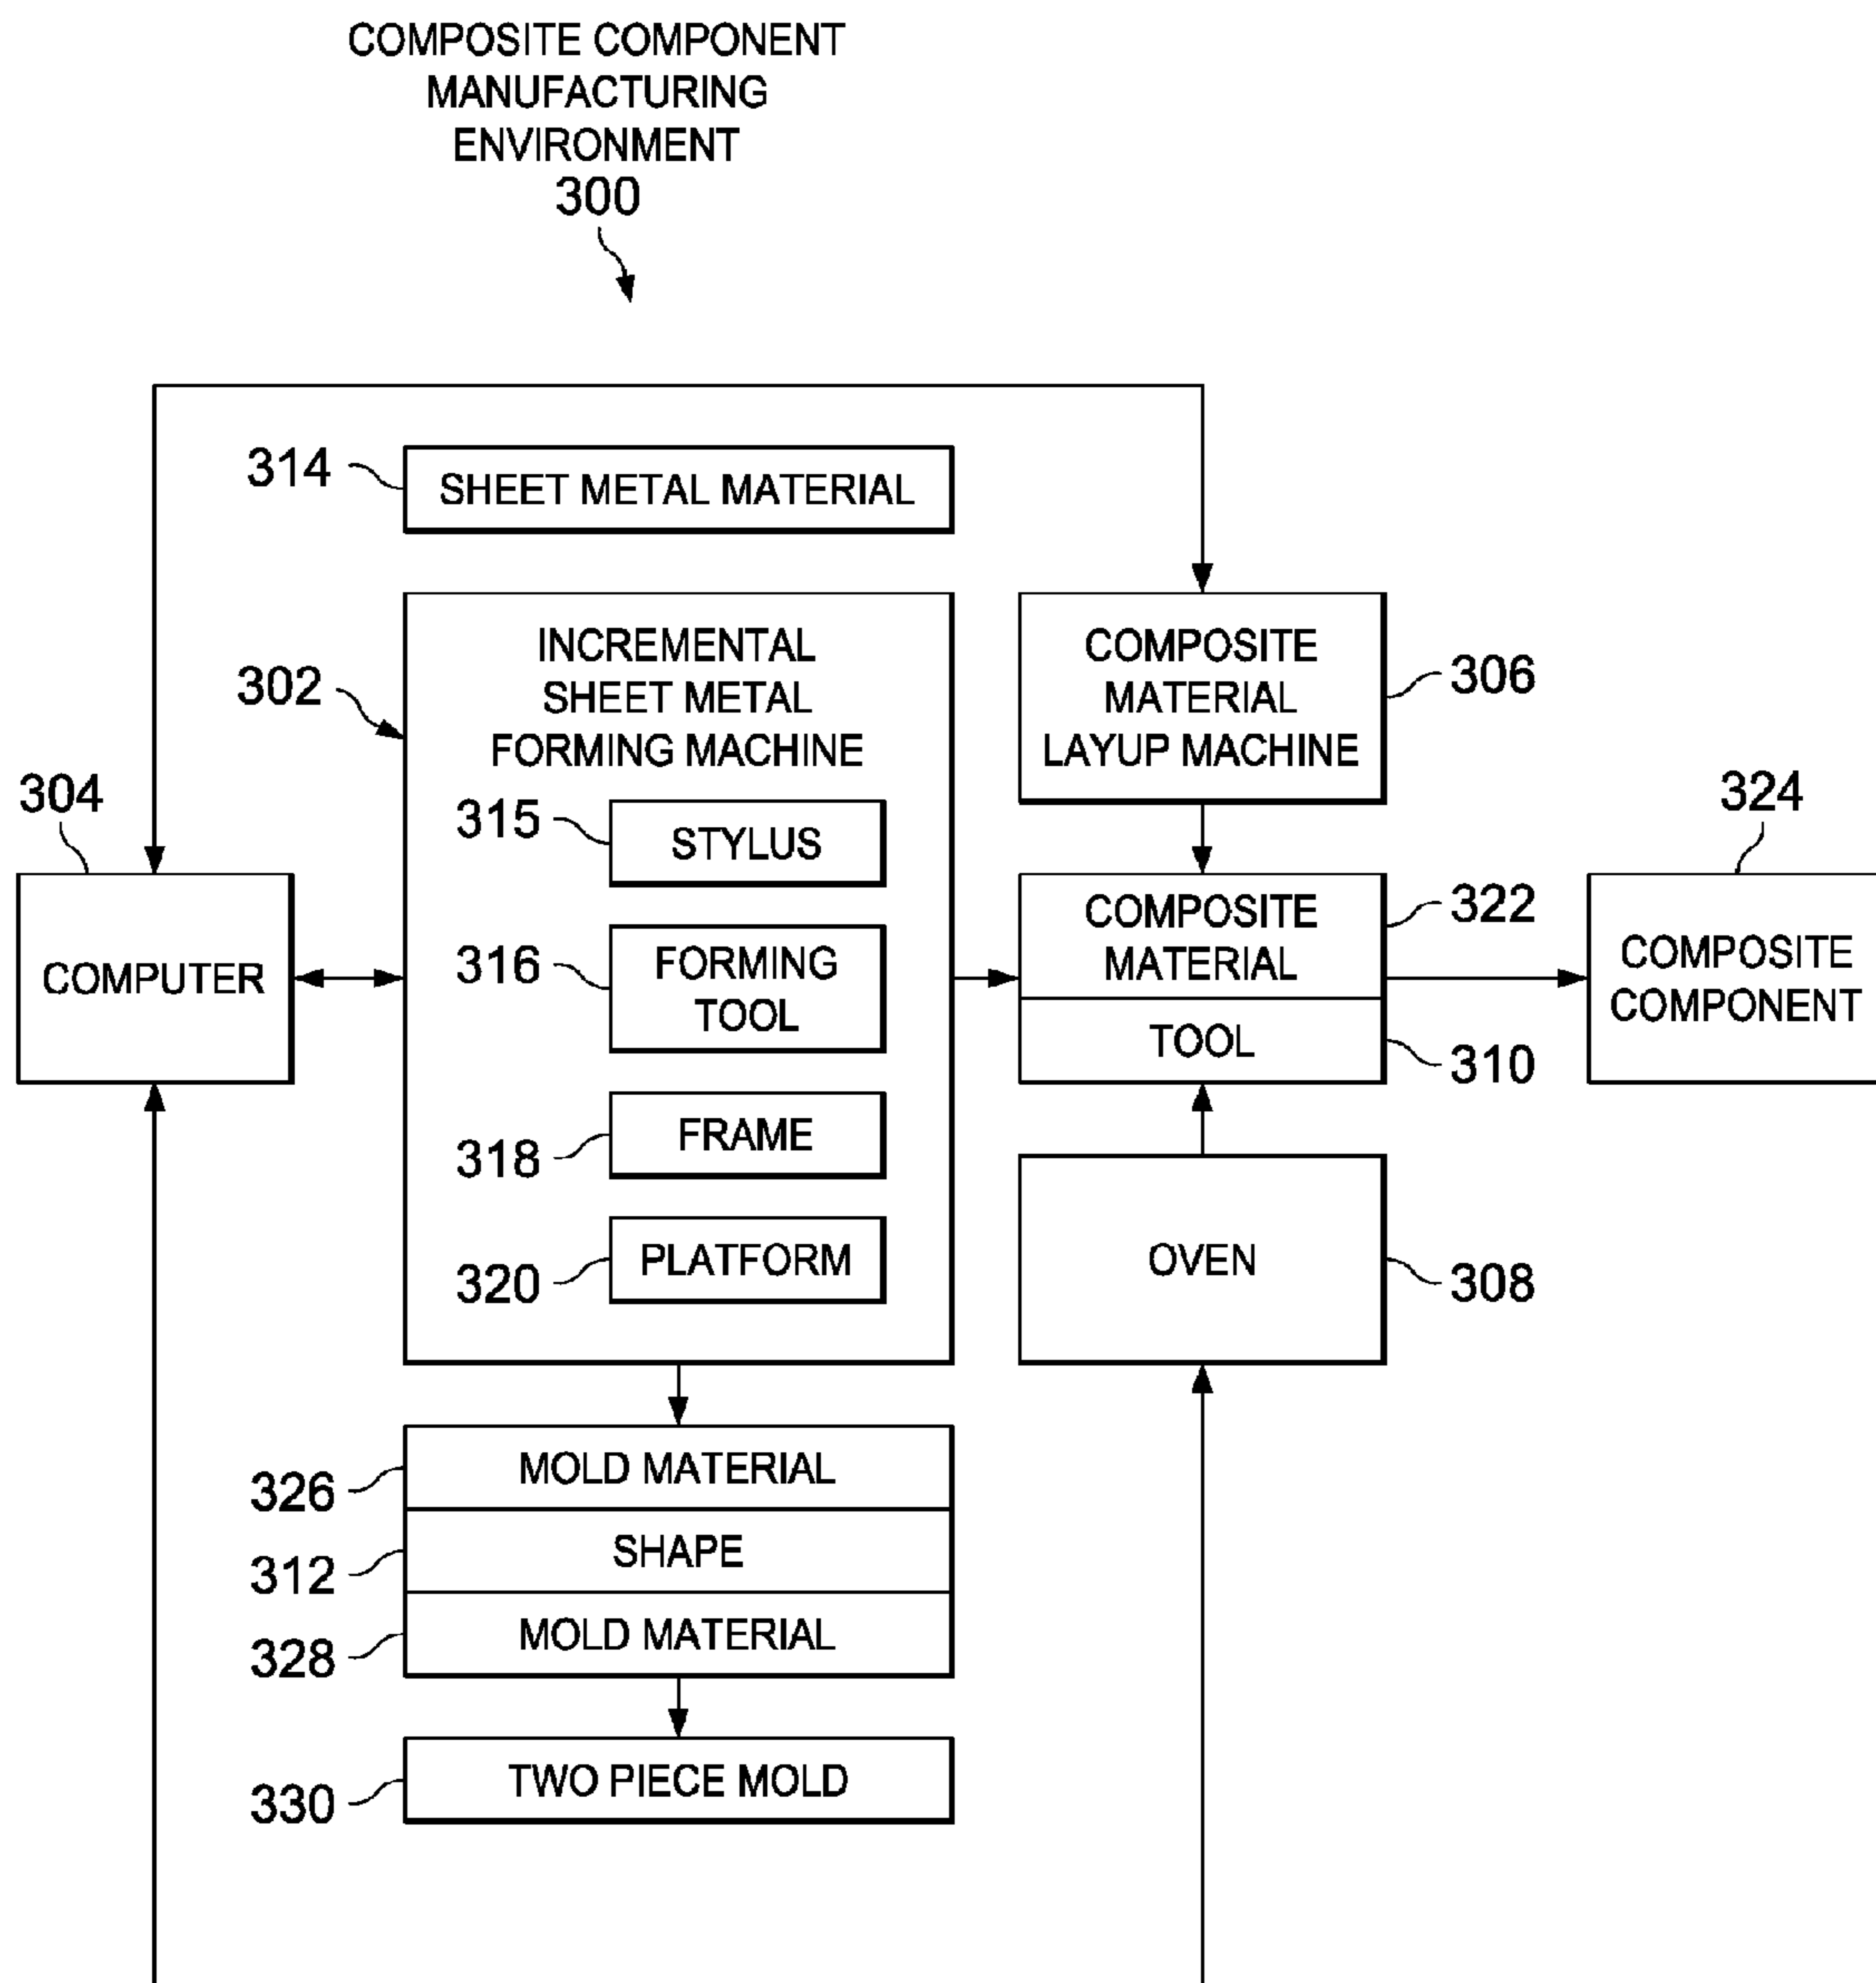 COMPOSITE COMPONENT
MANUFACTURING
ENVIRONMENT
300
314
SHEET METAL MATERIAL
302
INCREMENTAL
SHEET METAL
FORMING MACHINE
315
STYLUS
316
FORMING
TOOL
318
FRAME
320
PLATFORM
304
COMPUTER
COMPOSITE
MATERIAL
LAYUP MACHINE
306
COMPOSITE
MATERIAL
322
TOOL
310
324
COMPOSITE
COMPONENT
OVEN
308
326
MOLD MATERIAL
312
SHAPE
328
MOLD MATERIAL
330
TWO PIECE MOLD